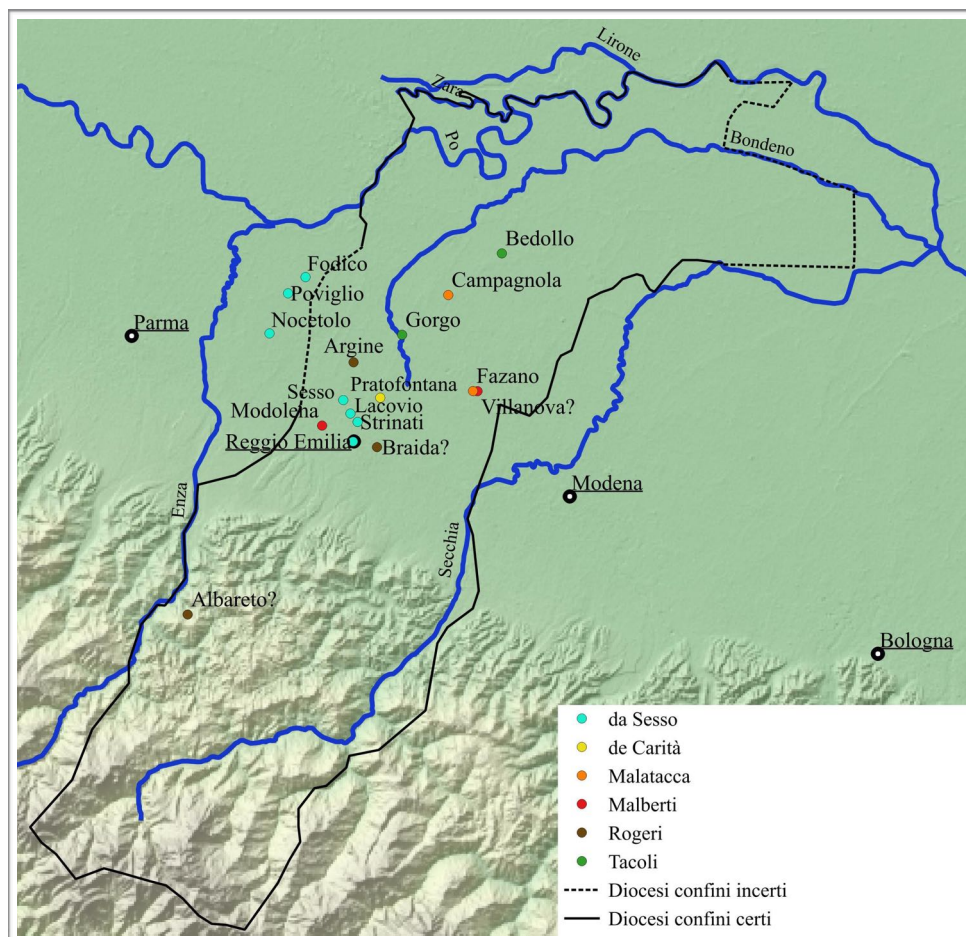 Lirone
Zara
Po
Bondeno
Bedollo
Fodico
Campagnola
Poviglio
Parma
Nocetolo
Gorgo
Argine
Sesso
Pratofontana
Fazano
Modolena
Lacovio
Villanova?
Strinati
Reggio Emilia
Braida?
Enza
Modena
Secchia
Albareto?
Bologna
da Sesso
de Carità
Malatacca
Malberti
Rogeri
Tacoli
Diocesi confini incerti
Diocesi confini certi